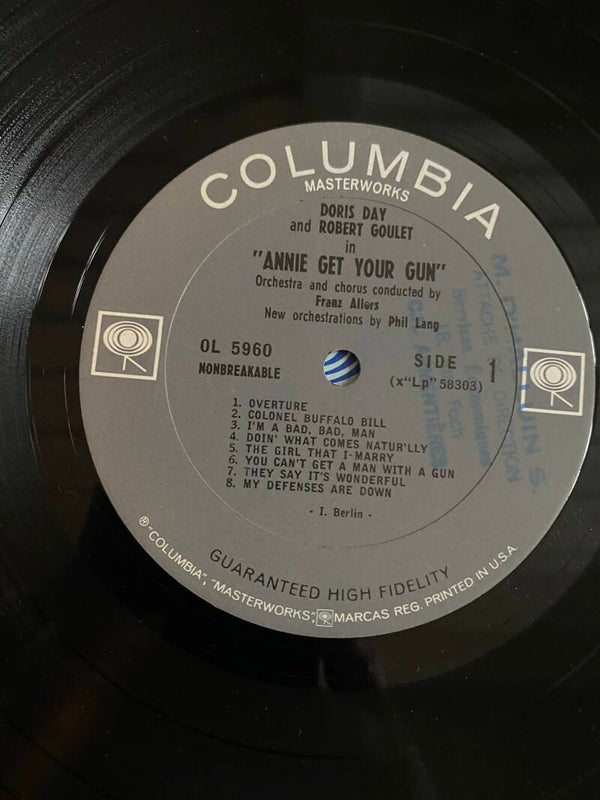 COLUMBIA
MASTERWORKS
DORIS DAY
and ROBERT GOULET
in
"ANNIE GET YOUR GUN"
Orchestra and chorus conducted by
Franz Allers
New orchestrations by Phil Lang
OL 5960
NONBREAKABLE
SIDE 1
(x"Lp" 58303)
1. OVERTURE
2. COLONEL BUFFALO BILL
3. I'M A BAD, BAD, MAN
4. DOIN' WHAT COMES NATUR'LLY
5. THE GIRL THAT I-MARRY
6. YOU CAN'T GET A MAN WITH A GUN
7. THEY SAY IT'S WONDERFUL
8. MY DEFENSES ARE DOWN
- I. Berlin -
GUARANTEED HIGH FIDELITY
® "COLUMBIA", "MASTERWORKS", MARCAS REG. PRINTED IN U.S.A.
M.
ATTACHE
DIRECTION
Services
Foch